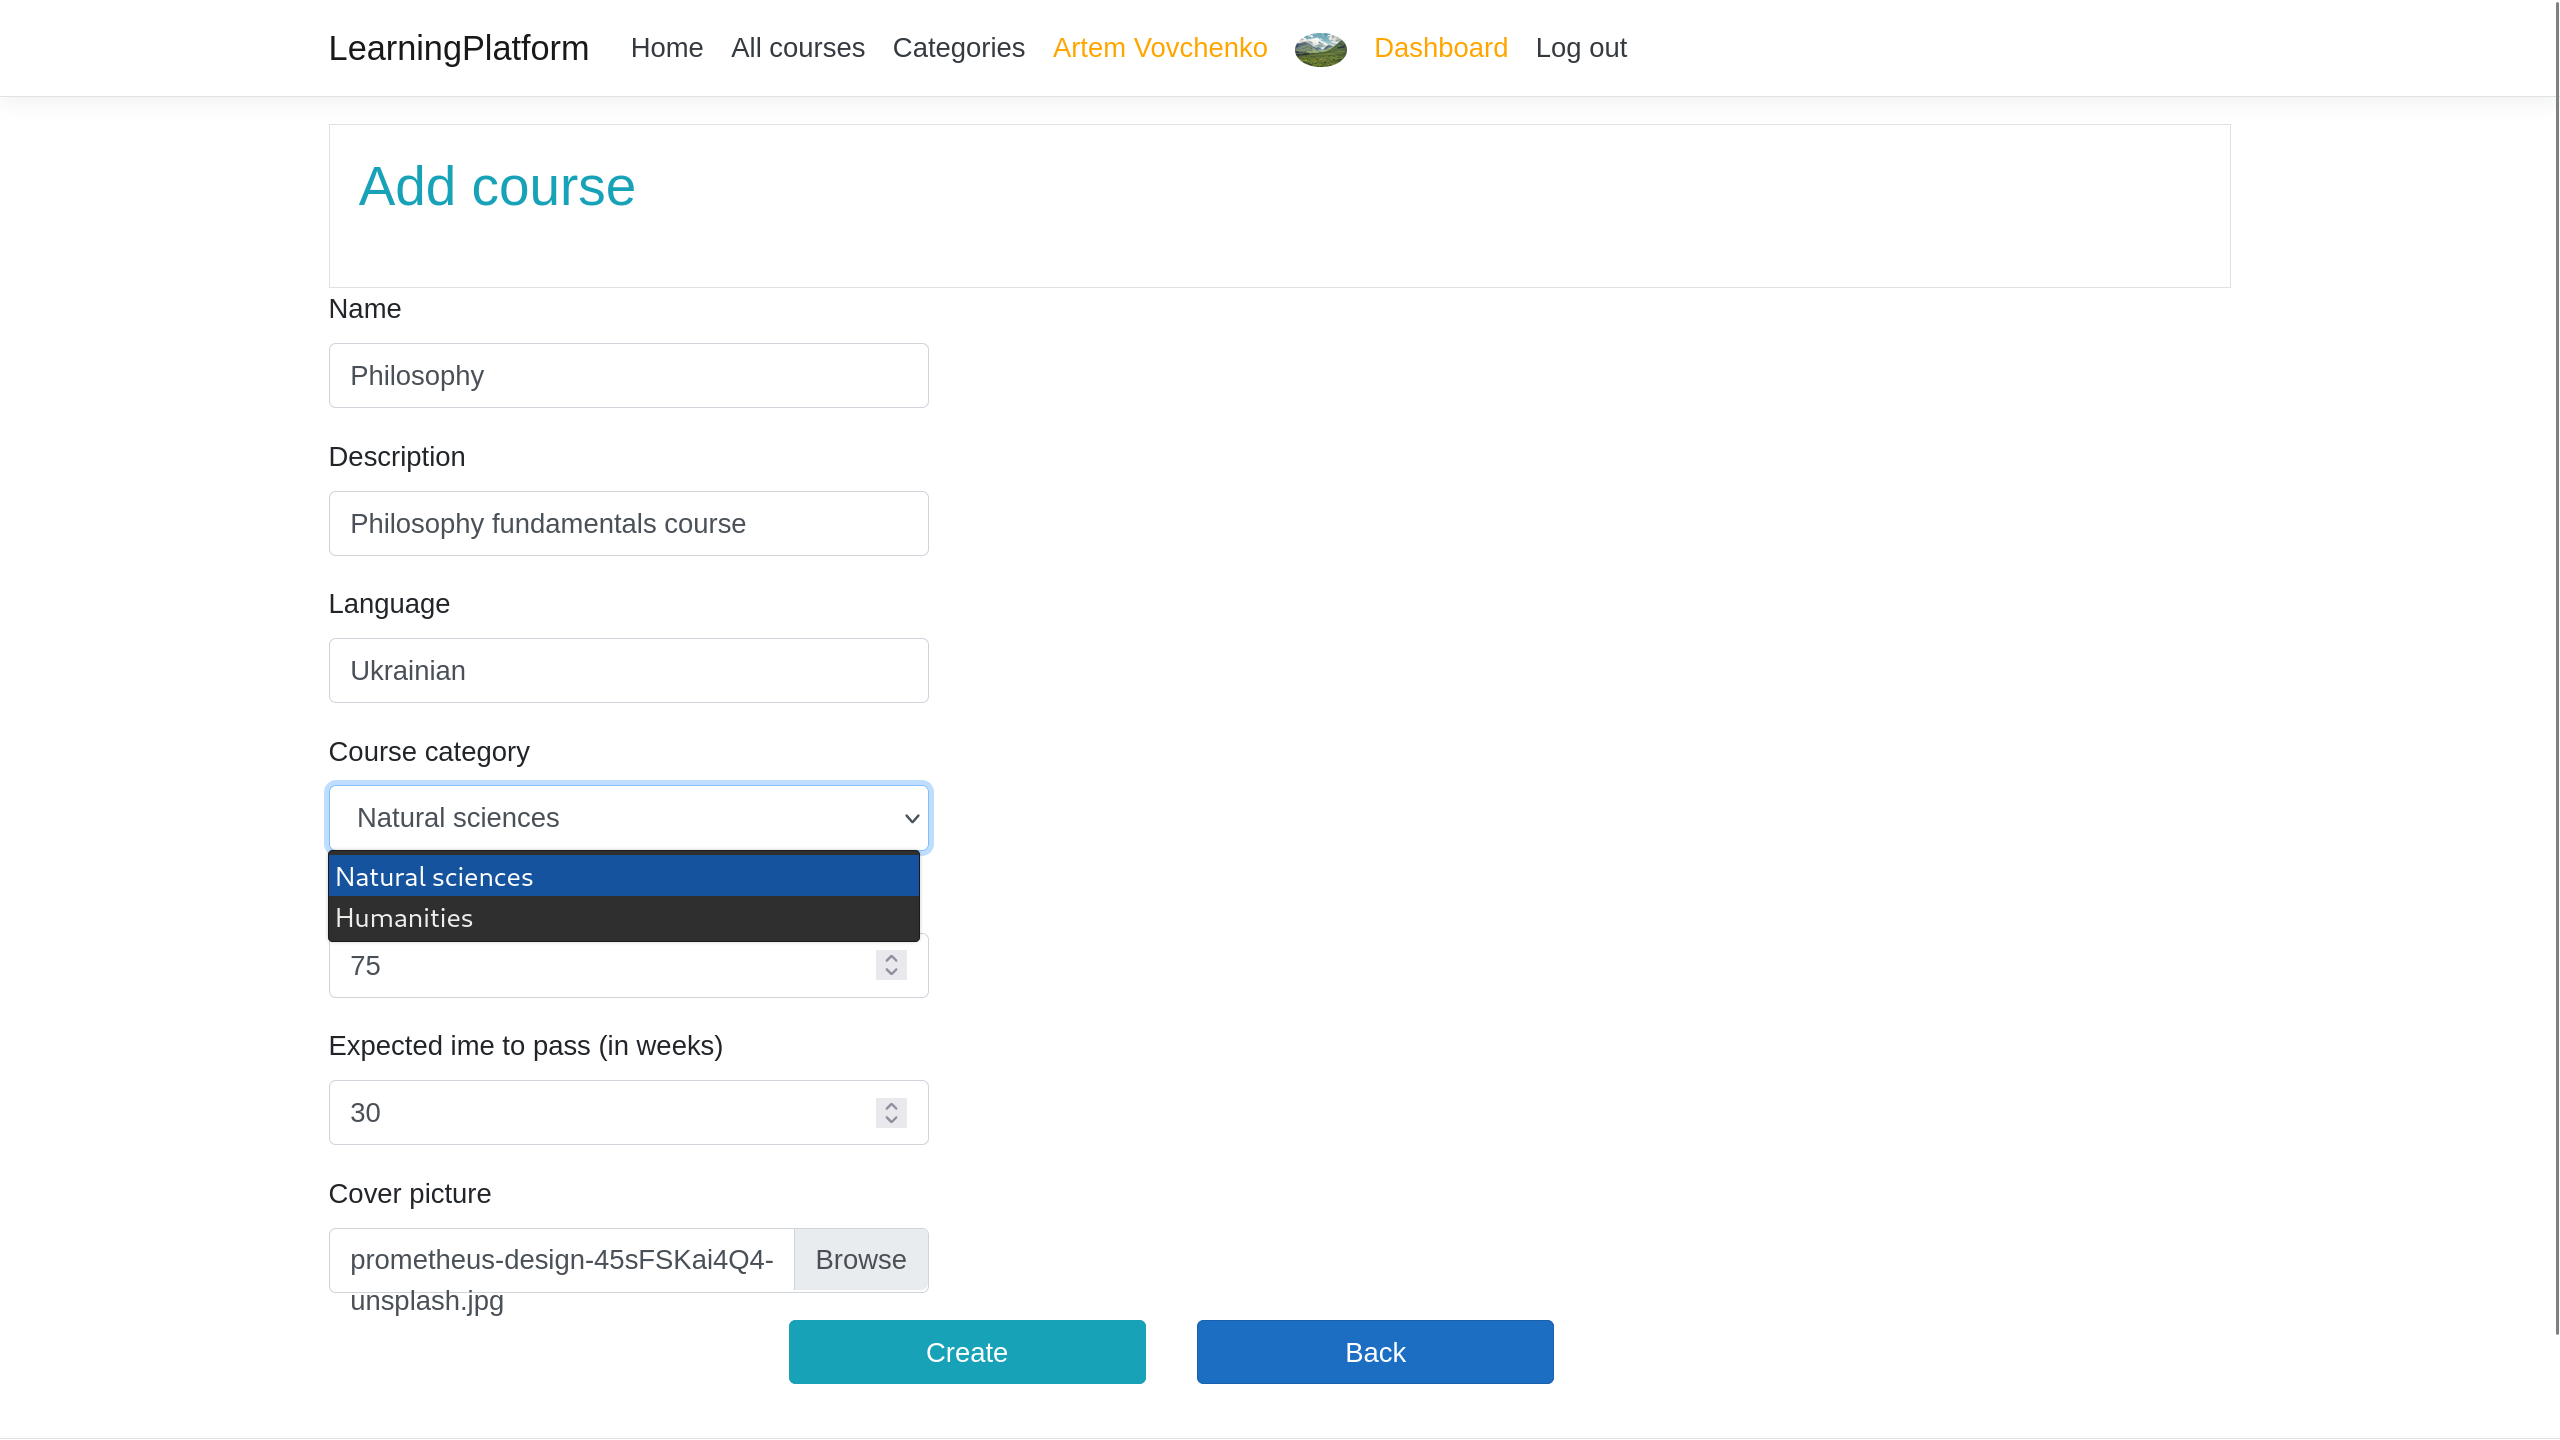 LearningPlatform Home All courses Categories Artem Vovchenko Dashboard Log out
Add course
Name
Philosophy
Description
Philosophy fundamentals course
Language
Ukrainian
Course category
Natural sciences
Natural sciences
Humanities
75
Expected ime to pass (in weeks)
30
Cover picture
prometheus-design-45sFSKai4Q4-
unsplash.jpg
Browse
Create Back